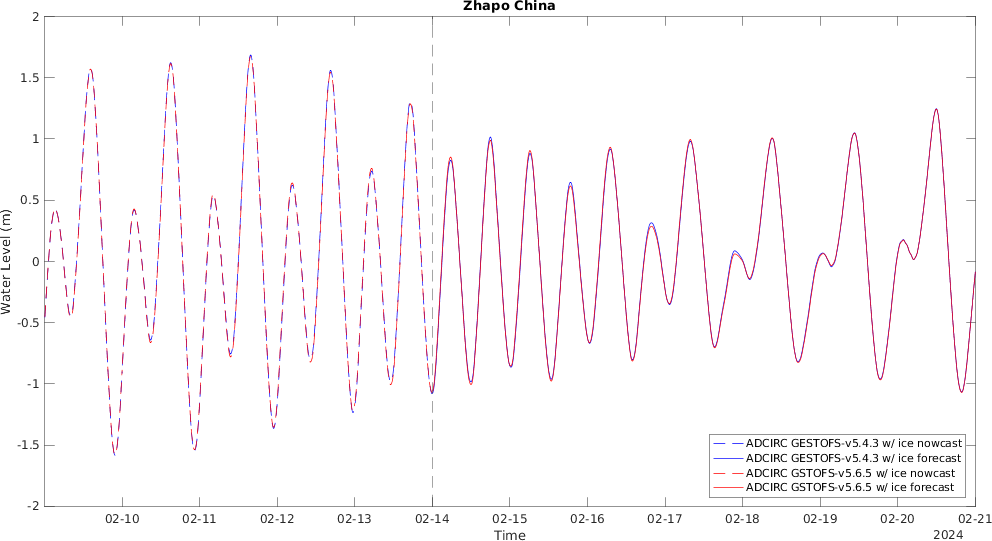 Zhapo China
2
1.5
1
0.5
0
-0.5
-1
-1.5
-2
Water Level (m)
ADCIRC GESTOFS-v5.4.3 w/ ice nowcast
ADCIRC GESTOFS-v5.4.3 w/ ice forecast
ADCIRC GSTOFS-v5.6.5 w/ ice nowcast
ADCIRC GSTOFS-v5.6.5 w/ ice forecast
02-10 02-11 02-12 02-13 02-14 02-15 02-16 02-17 02-18 02-19 02-20 02-21
Time
2024